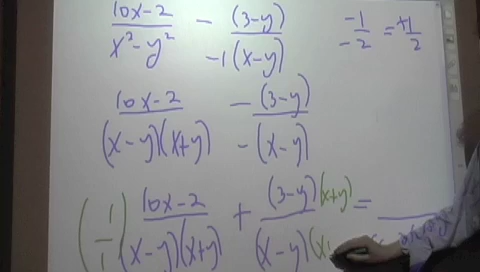 10x-2 / x²-y² - (3-y) / -1(x-y)
-1 / -2 = +1 / 2
10x-2 / (x-y)(x+y) - (3-y) / -(x-y)
(1/1) 10x-2 / (x-y)(x+y) + (3-y)(x+y) / (x-y)(x+ =